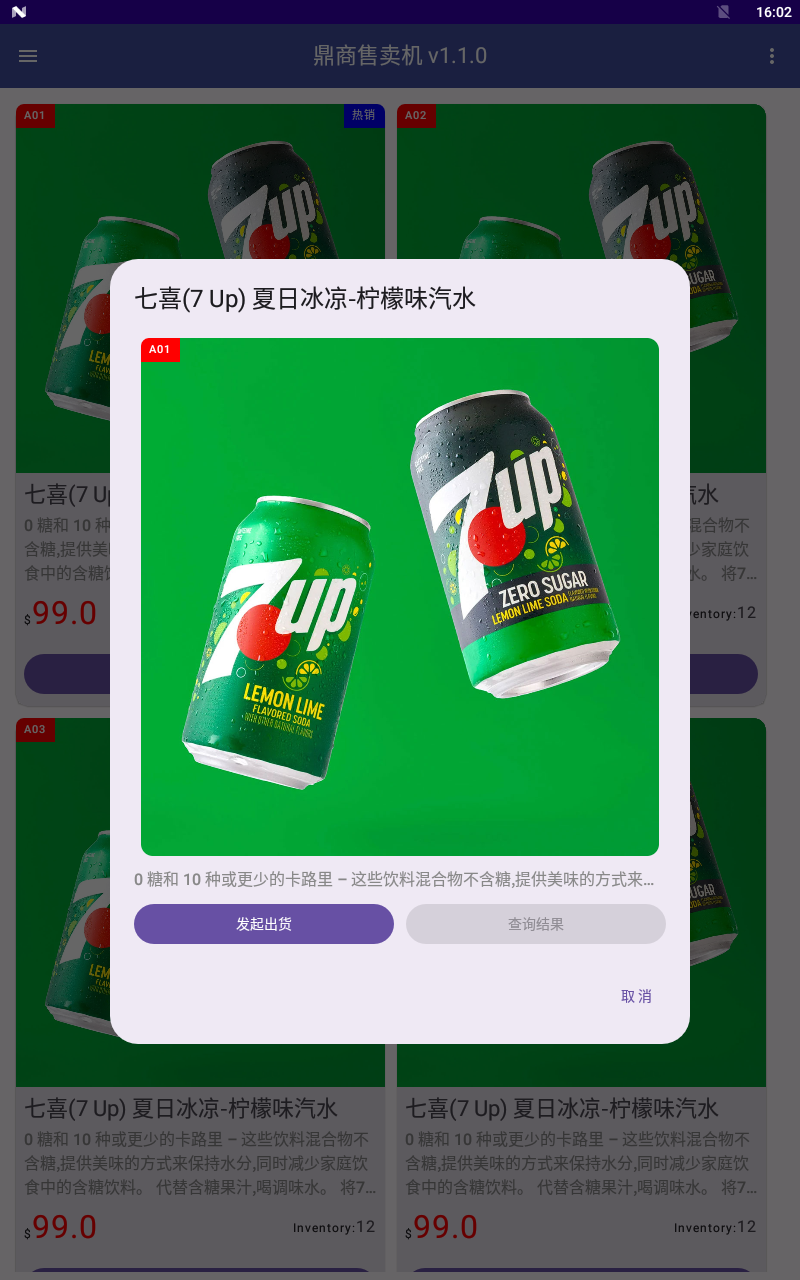 16:02
鼎商售卖机 v1.1.0
A01
热销
A02
7up
7up
7up
七喜(7 Up) 夏日冰凉-柠檬味汽水
A01
7up
ZERO SUGAR
LEMON LIME SODA
7up
LEMON LIME
FLAVORED SODA
0 糖和 10 种或更少的卡路里 – 这些饮料混合物不含糖,提供美味的方式来...
发起出货
查询结果
取消
七喜(7 Up
汽水
0 糖和 10 种
混合物不
含糖,提供美
少家庭饮
食中的含糖饮
水。 将7...
$99.0
ventory:12
A03
七喜(7 Up) 夏日冰凉-柠檬味汽水
0 糖和 10 种或更少的卡路里 – 这些饮料混合物不
含糖,提供美味的方式来保持水分,同时减少家庭饮
食中的含糖饮料。 代替含糖果汁,喝调味水。 将7...
$99.0
Inventory:12
七喜(7 Up) 夏日冰凉-柠檬味汽水
0 糖和 10 种或更少的卡路里 – 这些饮料混合物不
含糖,提供美味的方式来保持水分,同时减少家庭饮
食中的含糖饮料。 代替含糖果汁,喝调味水。 将7...
$99.0
Inventory:12